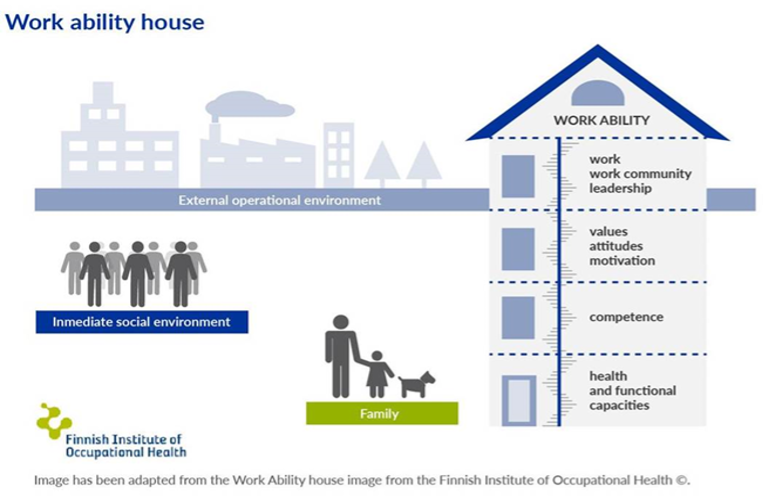 Work ability house
WORK ABILITY
work
work community
leadership
External operational environment
values
attitudes
motivation
Inmediate social environment
competence
health
and functional
capacities
Family
Finnish Institute of
Occupational Health
Image has been adapted from the Work Ability house image from the Finnish Institute of Occupational Health ©.